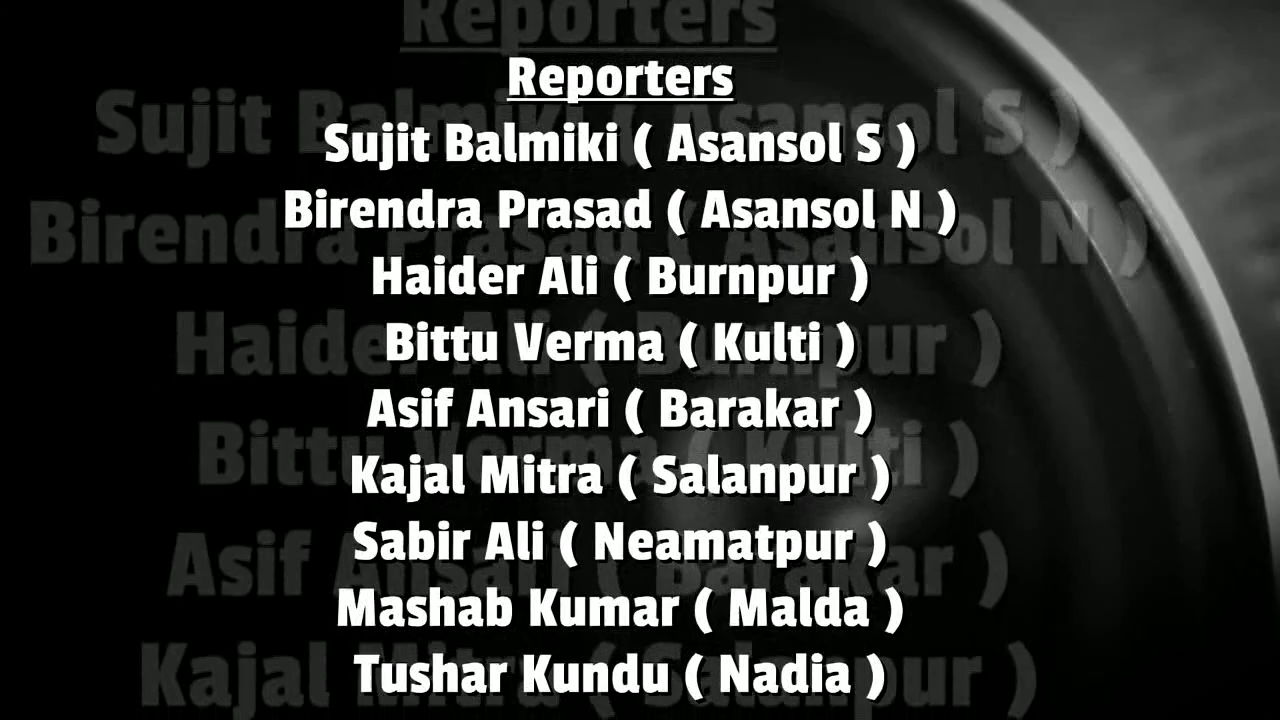 Reporters
Sujit Balmiki ( Asansol S )
Birendra Prasad ( Asansol N )
Haider Ali ( Burnpur )
Bittu Verma ( Kulti )
Asif Ansari ( Barakar )
Kajal Mitra ( Salanpur )
Sabir Ali ( Neamatpur )
Mashab Kumar ( Malda )
Tushar Kundu ( Nadia )